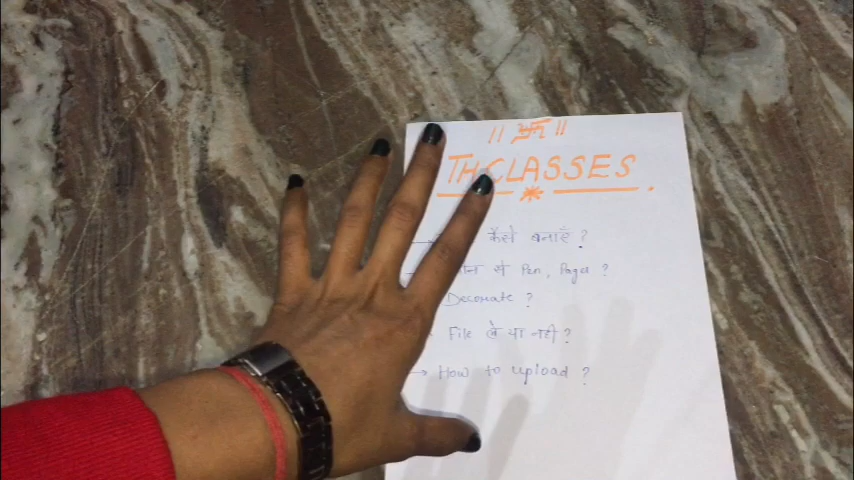 THCLASSES
कैसे बनाएँ ?
से Pen, Page ?
Decorate ?
File ले या नही ?
→ How to upload ?